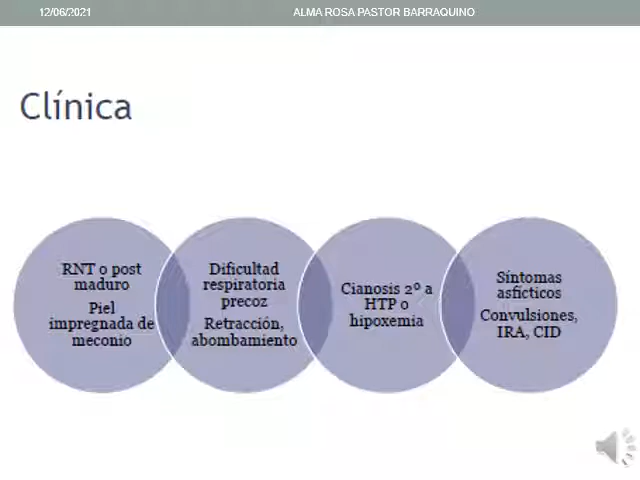 12/06/2021
ALMA ROSA PASTOR BARRAQUINO
Clínica
RNT o post
maduro
Piel
impregnada de
meconio
Dificultad
respiratoria
precoz
Retracción,
abombamiento
Cianosis 2º a
HTP o
hipoxemia
Síntomas
asfícticos
Convulsiones,
IRA, CID